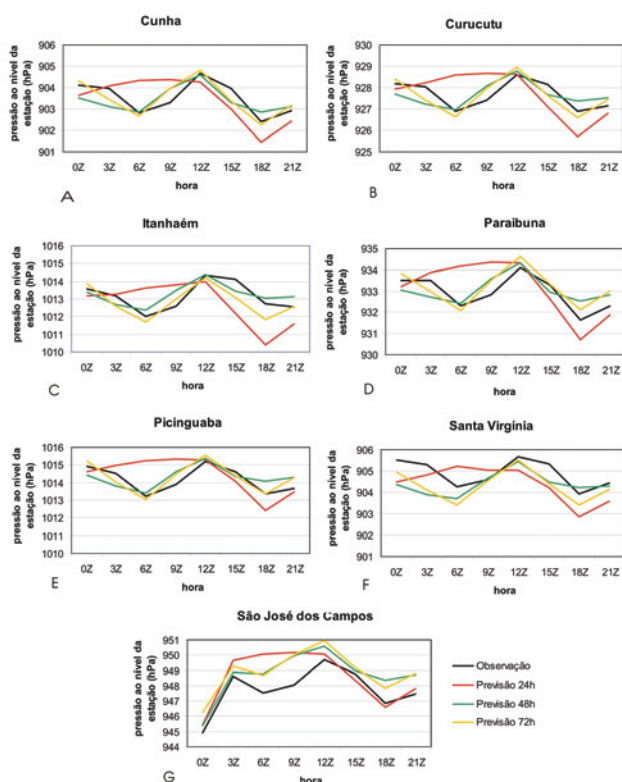 Cunha
pressão ao nível da
estação (hPa)
906
904
903
902
901
0Z 3Z 6Z 9Z 12Z 15Z 18Z 21Z
hora
A
Curucutu
pressão ao nível da
estação (hPa)
930
929
928
927
926
925
0Z 3Z 6Z 9Z 12Z 15Z 18Z 21Z
hora
B
Itanhaém
pressão ao nível da
estação (hPa)
1016
1014
1013
1012
1011
1010
0Z 3Z 6Z 9Z 12Z 15Z 18Z 21Z
hora
C
Paraibuna
pressão ao nível da
estação (hPa)
935
934
933
932
931
930
0Z 3Z 6Z 9Z 12Z 15Z 18Z 21Z
hora
D
Picinguaba
pressão ao nível da
estação (hPa)
1016
1015
1014
1013
1011
1010
0Z 3Z 6Z 9Z 12Z 15Z 18Z 21Z
hora
E
Santa Virgínia
pressão ao nível da
estação (hPa)
906
905
904
903
902
901
0Z 3Z 6Z 9Z 12Z 15Z 18Z 21Z
hora
F
São José dos Campos
pressão ao nível da
estação (hPa)
951
950
949
948
947
946
945
944
0Z 3Z 6Z 9Z 12Z 15Z 18Z 21Z
hora
G
Observação
Previsão 24h
Previsão 48h
Previsão 72h